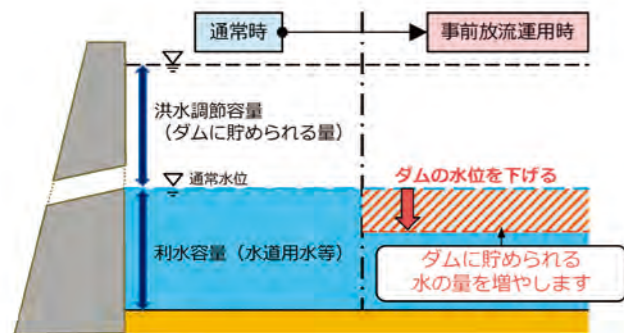 通常時
事前放流運用時
洪水調節容量
（ダムに貯められる量）
通常水位
ダムの水位を下げる
利水容量（水道用水等）
ダムに貯められる
水の量を増やします